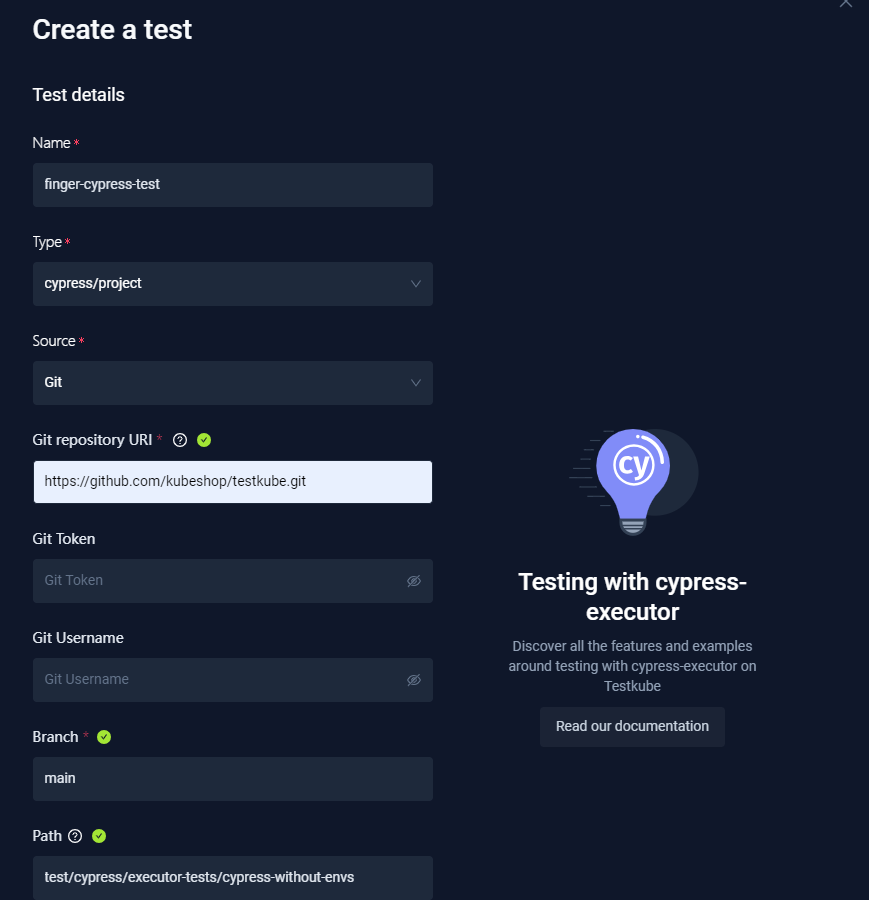 Create a test
Test details
Name *
finger-cypress-test
Type *
cypress/project
Source *
Git
Git repository URI *
https://github.com/kubeshop/testkube.git
Git Token
Git Token
Git Username
Git Username
Branch *
main
Path
test/cypress/executor-tests/cypress-without-envs
cy
Testing with cypress-
executor
Discover all the features and examples
around testing with cypress-executor on
Testkube
Read our documentation